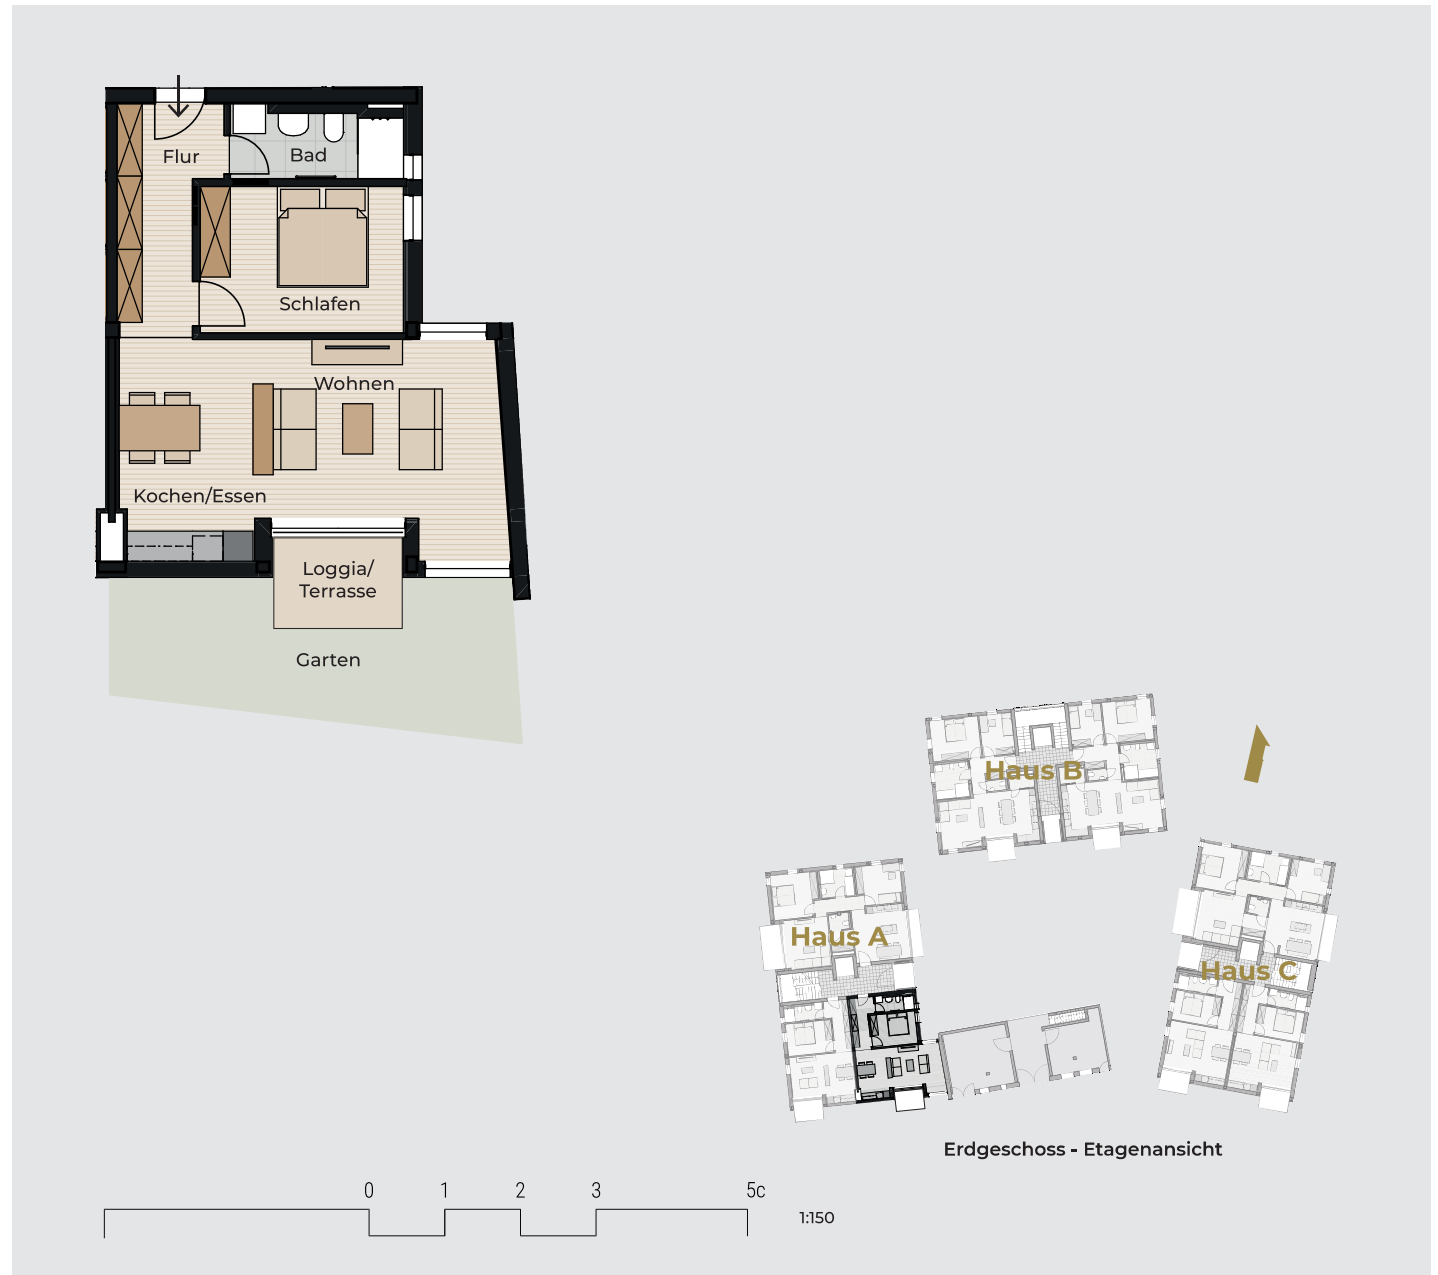 Flur
Bad
Schlafen
Wohnen
Kochen/Essen
Loggia/
Terrasse
Garten
Haus B
Haus A
Haus C
Erdgeschoss - Etagenansicht
0 1 2 3 5c
1:150